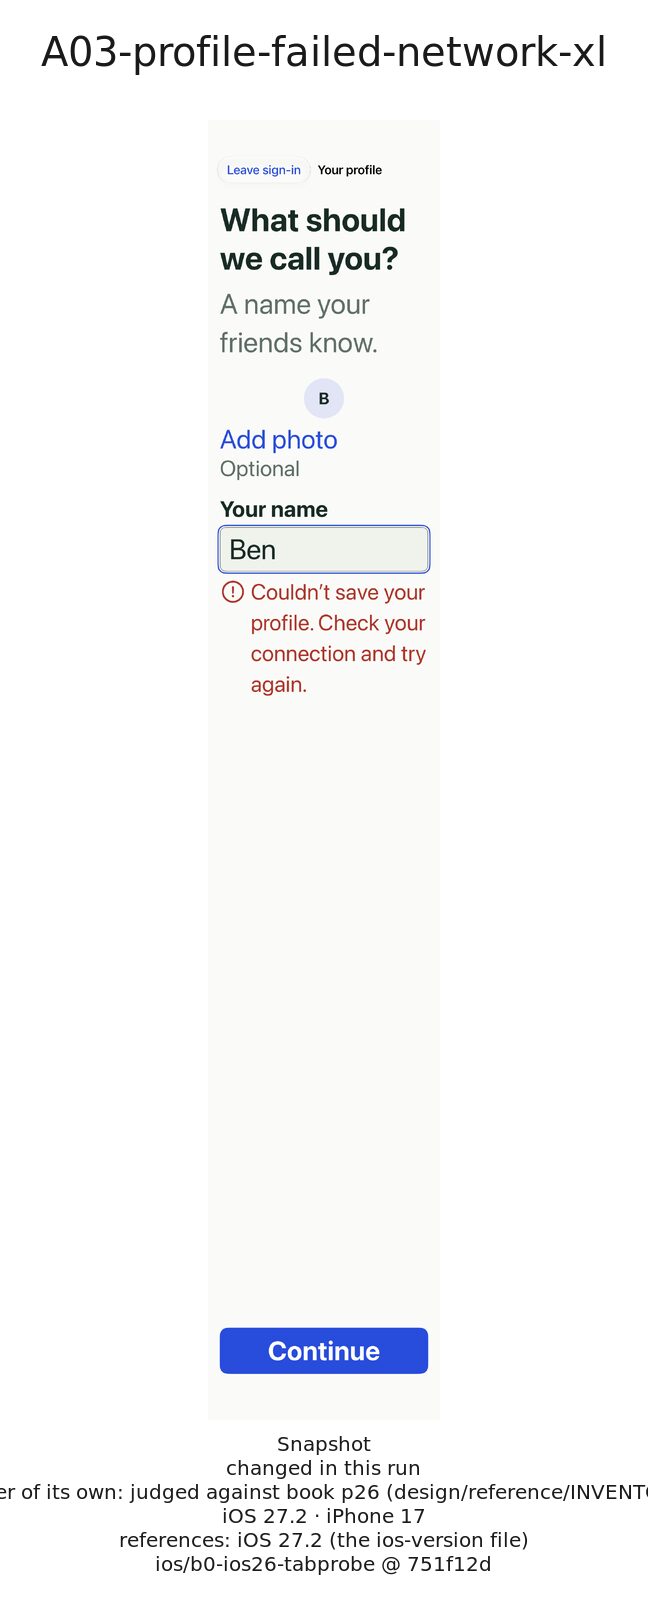 A03-profile-failed-network-xl
Leave sign-in Your profile
What should
we call you?
A name your
friends know.
B
Add photo
Optional
Your name
Ben
Couldn’t save your
profile. Check your
connection and try
again.
Continue
Snapshot
changed in this run
of its own: judged against book p26 (design/reference/
iOS 27.2 · iPhone 17
references: iOS 27.2 (the ios-version file)
ios/b0-ios26-tabprobe @ 751f12d